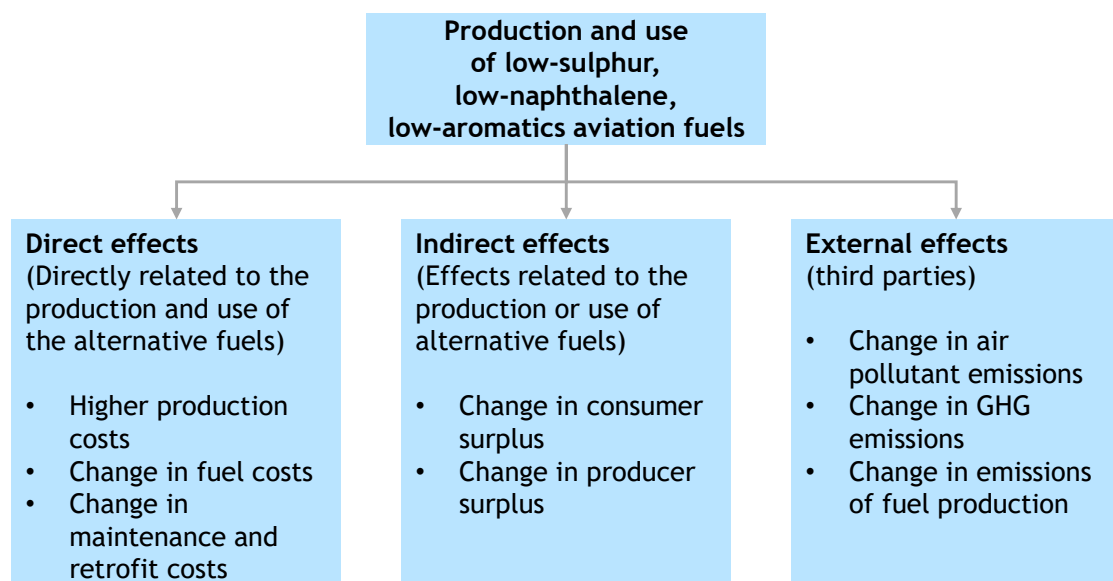 Production and use
of low-sulphur,
low-naphthalene,
low-aromatics aviation fuels
Direct effects
(Directly related to the
production and use of
the alternative fuels)
• Higher production
costs
• Change in fuel costs
• Change in
maintenance and
retrofit costs
Indirect effects
(Effects related to the
production or use of
alternative fuels)
• Change in consumer
surplus
• Change in producer
surplus
External effects
(third parties)
• Change in air
pollutant emissions
• Change in GHG
emissions
• Change in emissions
of fuel production